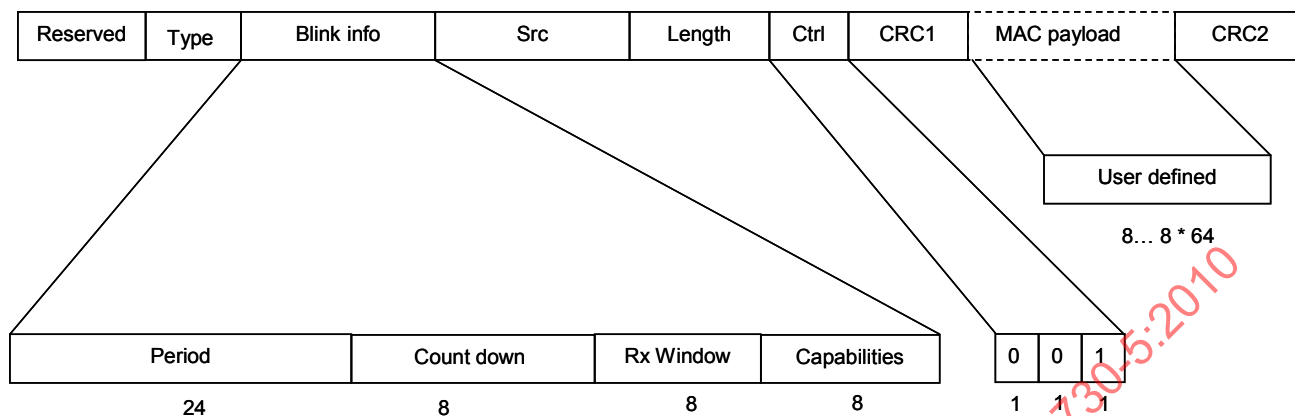 Reserved Type Blink info Src Length Ctrl CRC1 MAC payload CRC2
User defined
8... 8 * 64
Period Count down Rx Window Capabilities 0 0 1
24 8 8 8 1 1 1
730-5:2010